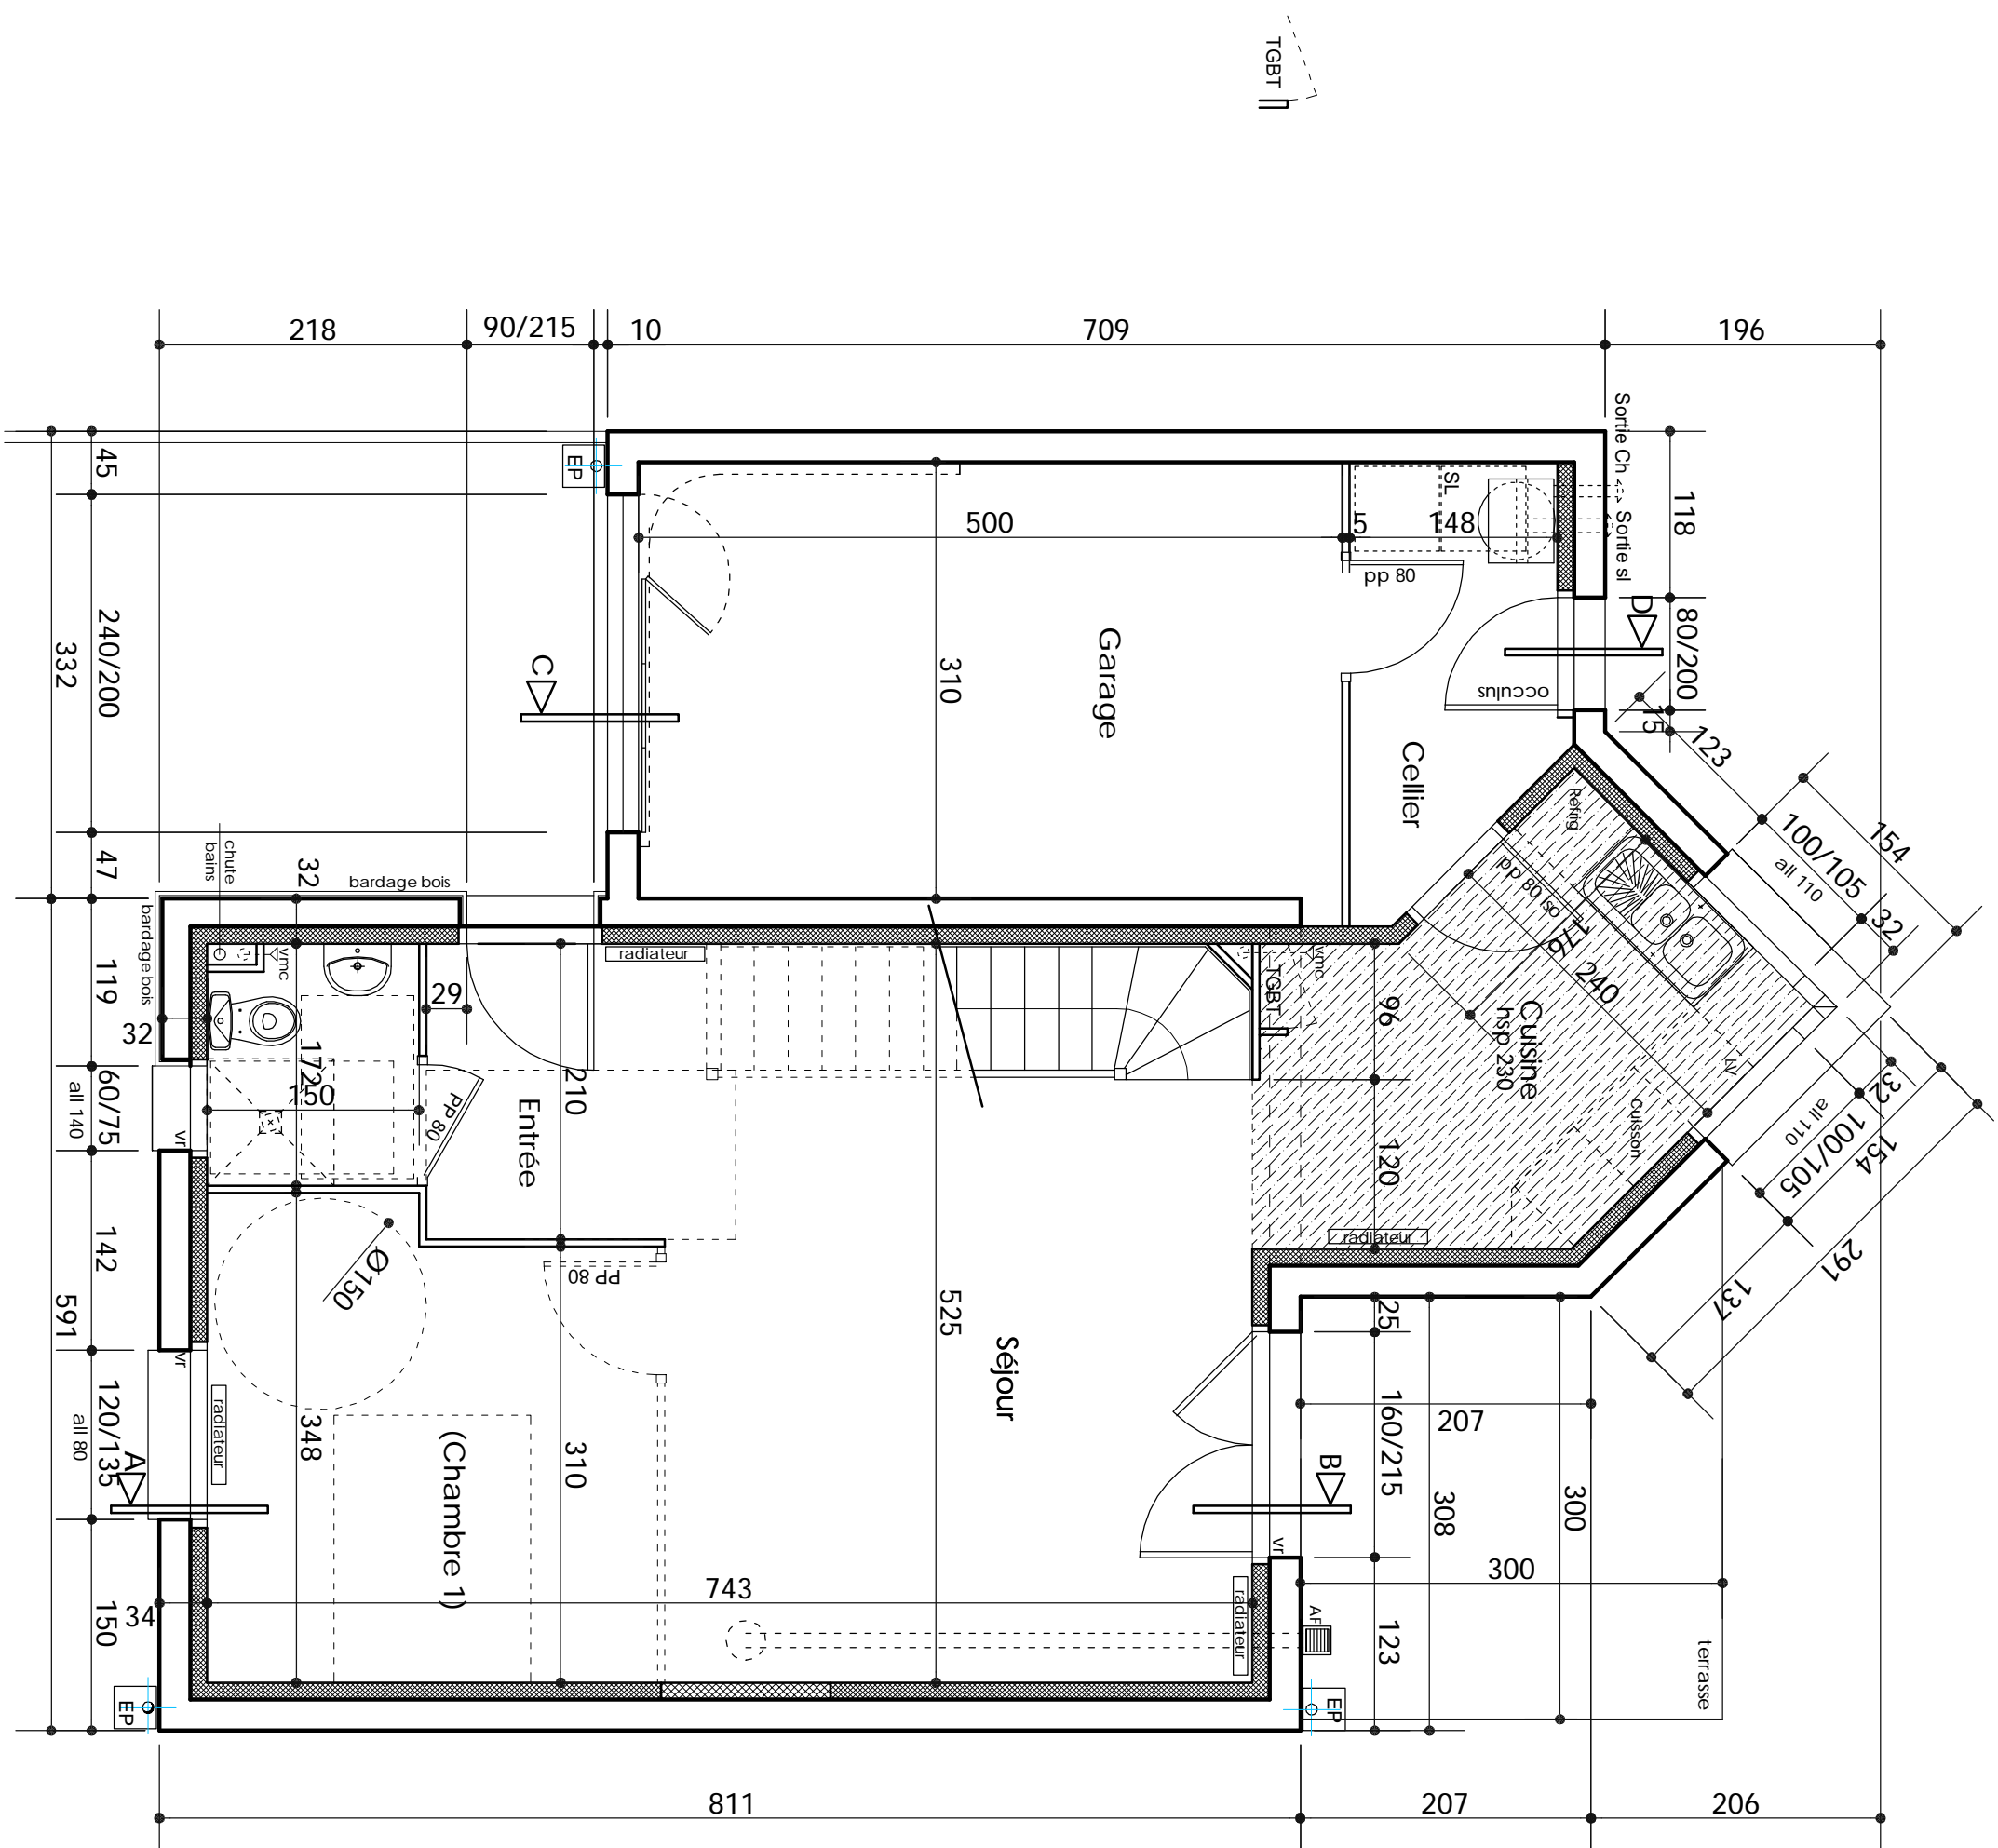 TGBT
218
90/215
10
709
196
Sortie Ch
Sortie sl
118
80/200
15
D
123
154
100/105
all 110
32
45
240/200
332
47
119
60/75
all 140
142
591
120/135
all 80
150
EP
500
5
148
SL
pp 80
310
Garage
C
occulus
Cellier
Réfrig
pp 80 Iso
176
240
Cuisine
hsp 230
LV
Cuisson
96
120
radiateur
chute
bains
32
bardage bois
bardage bois
vmc
29
radiateur
vmc
TGBT
32
172
150
PP 80
Entrée
210
vr
PP 80
Ø150
vr
radiateur
348
(Chambre 1)
310
525
Séjour
A
34
743
radiateur
vr
B
EP
EP
AF
32
all 110
100/105
154
291
137
25
160/215
207
308
300
300
123
terrasse
811
207
206